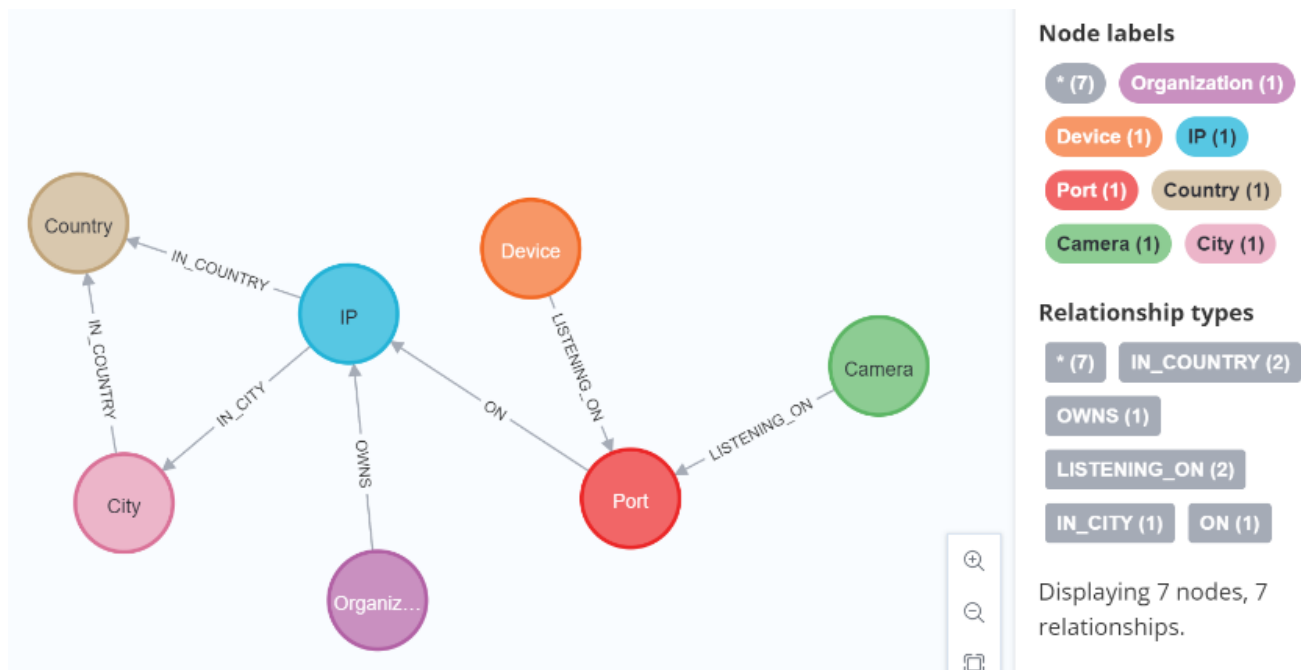 Country
IN_COUNTRY
IP
Device
LISTENING_ON
Camera
IN_COUNTRY
IN_CITY
OWNS
ON
LISTENING_ON
City
Port
Organiz...
Node labels
* (7) Organization (1)
Device (1) IP (1)
Port (1) Country (1)
Camera (1) City (1)
Relationship types
* (7) IN_COUNTRY (2)
OWNS (1)
LISTENING_ON (2)
IN_CITY (1) ON (1)
Displaying 7 nodes, 7
relationships.